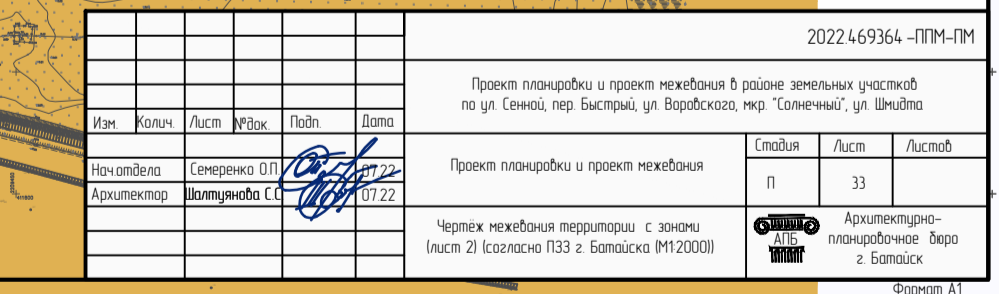 2022.469364 -ППМ-ПМ
Проект планировки и проект межевания в районе земельных участков
по ул. Сенной, пер. Быстрый, ул. Воровского, мкр. "Солнечный", ул. Шмидта
Изм. Колич. Лист №док. Подп. Дата
Нач.отдела Семеренко О.П. 07.22
Архитектор Шалтуянова С.С 07.22
Проект планировки и проект межевания
Стадия Лист Листов
П 33
Чертёж межевания территории с зонами
(лист 2) (согласно ПЗЗ г. Батайска (М1:2000))
АПБ
Архитектурно-
планировочное бюро
г. Батайск
Формат А1